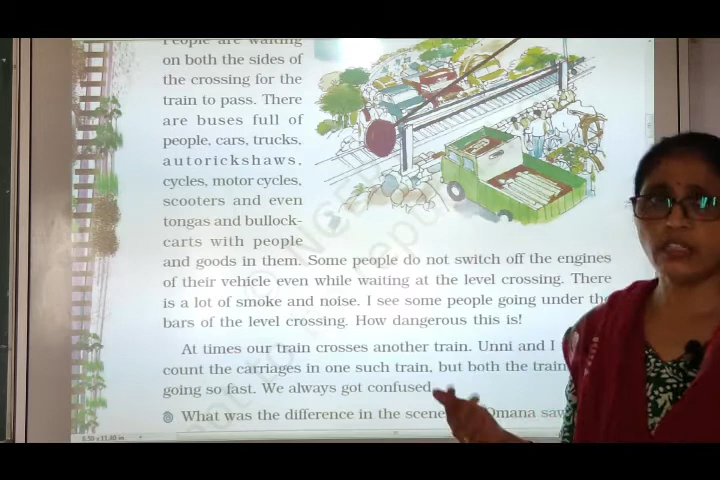 People are waiting
on both the sides of
the crossing for the
train to pass. There
are buses full of
people, cars, trucks,
autorickshaws,
cycles, motor cycles,
scooters and even
tongas and bullock-
carts with people
and goods in them. Some people do not switch off the engines
of their vehicle even while waiting at the level crossing. There
is a lot of smoke and noise. I see some people going under the
bars of the level crossing. How dangerous this is!
At times our train crosses another train. Unni and I
count the carriages in one such train, but both the train
going so fast. We always got confused
What was the difference in the scene Omana saw